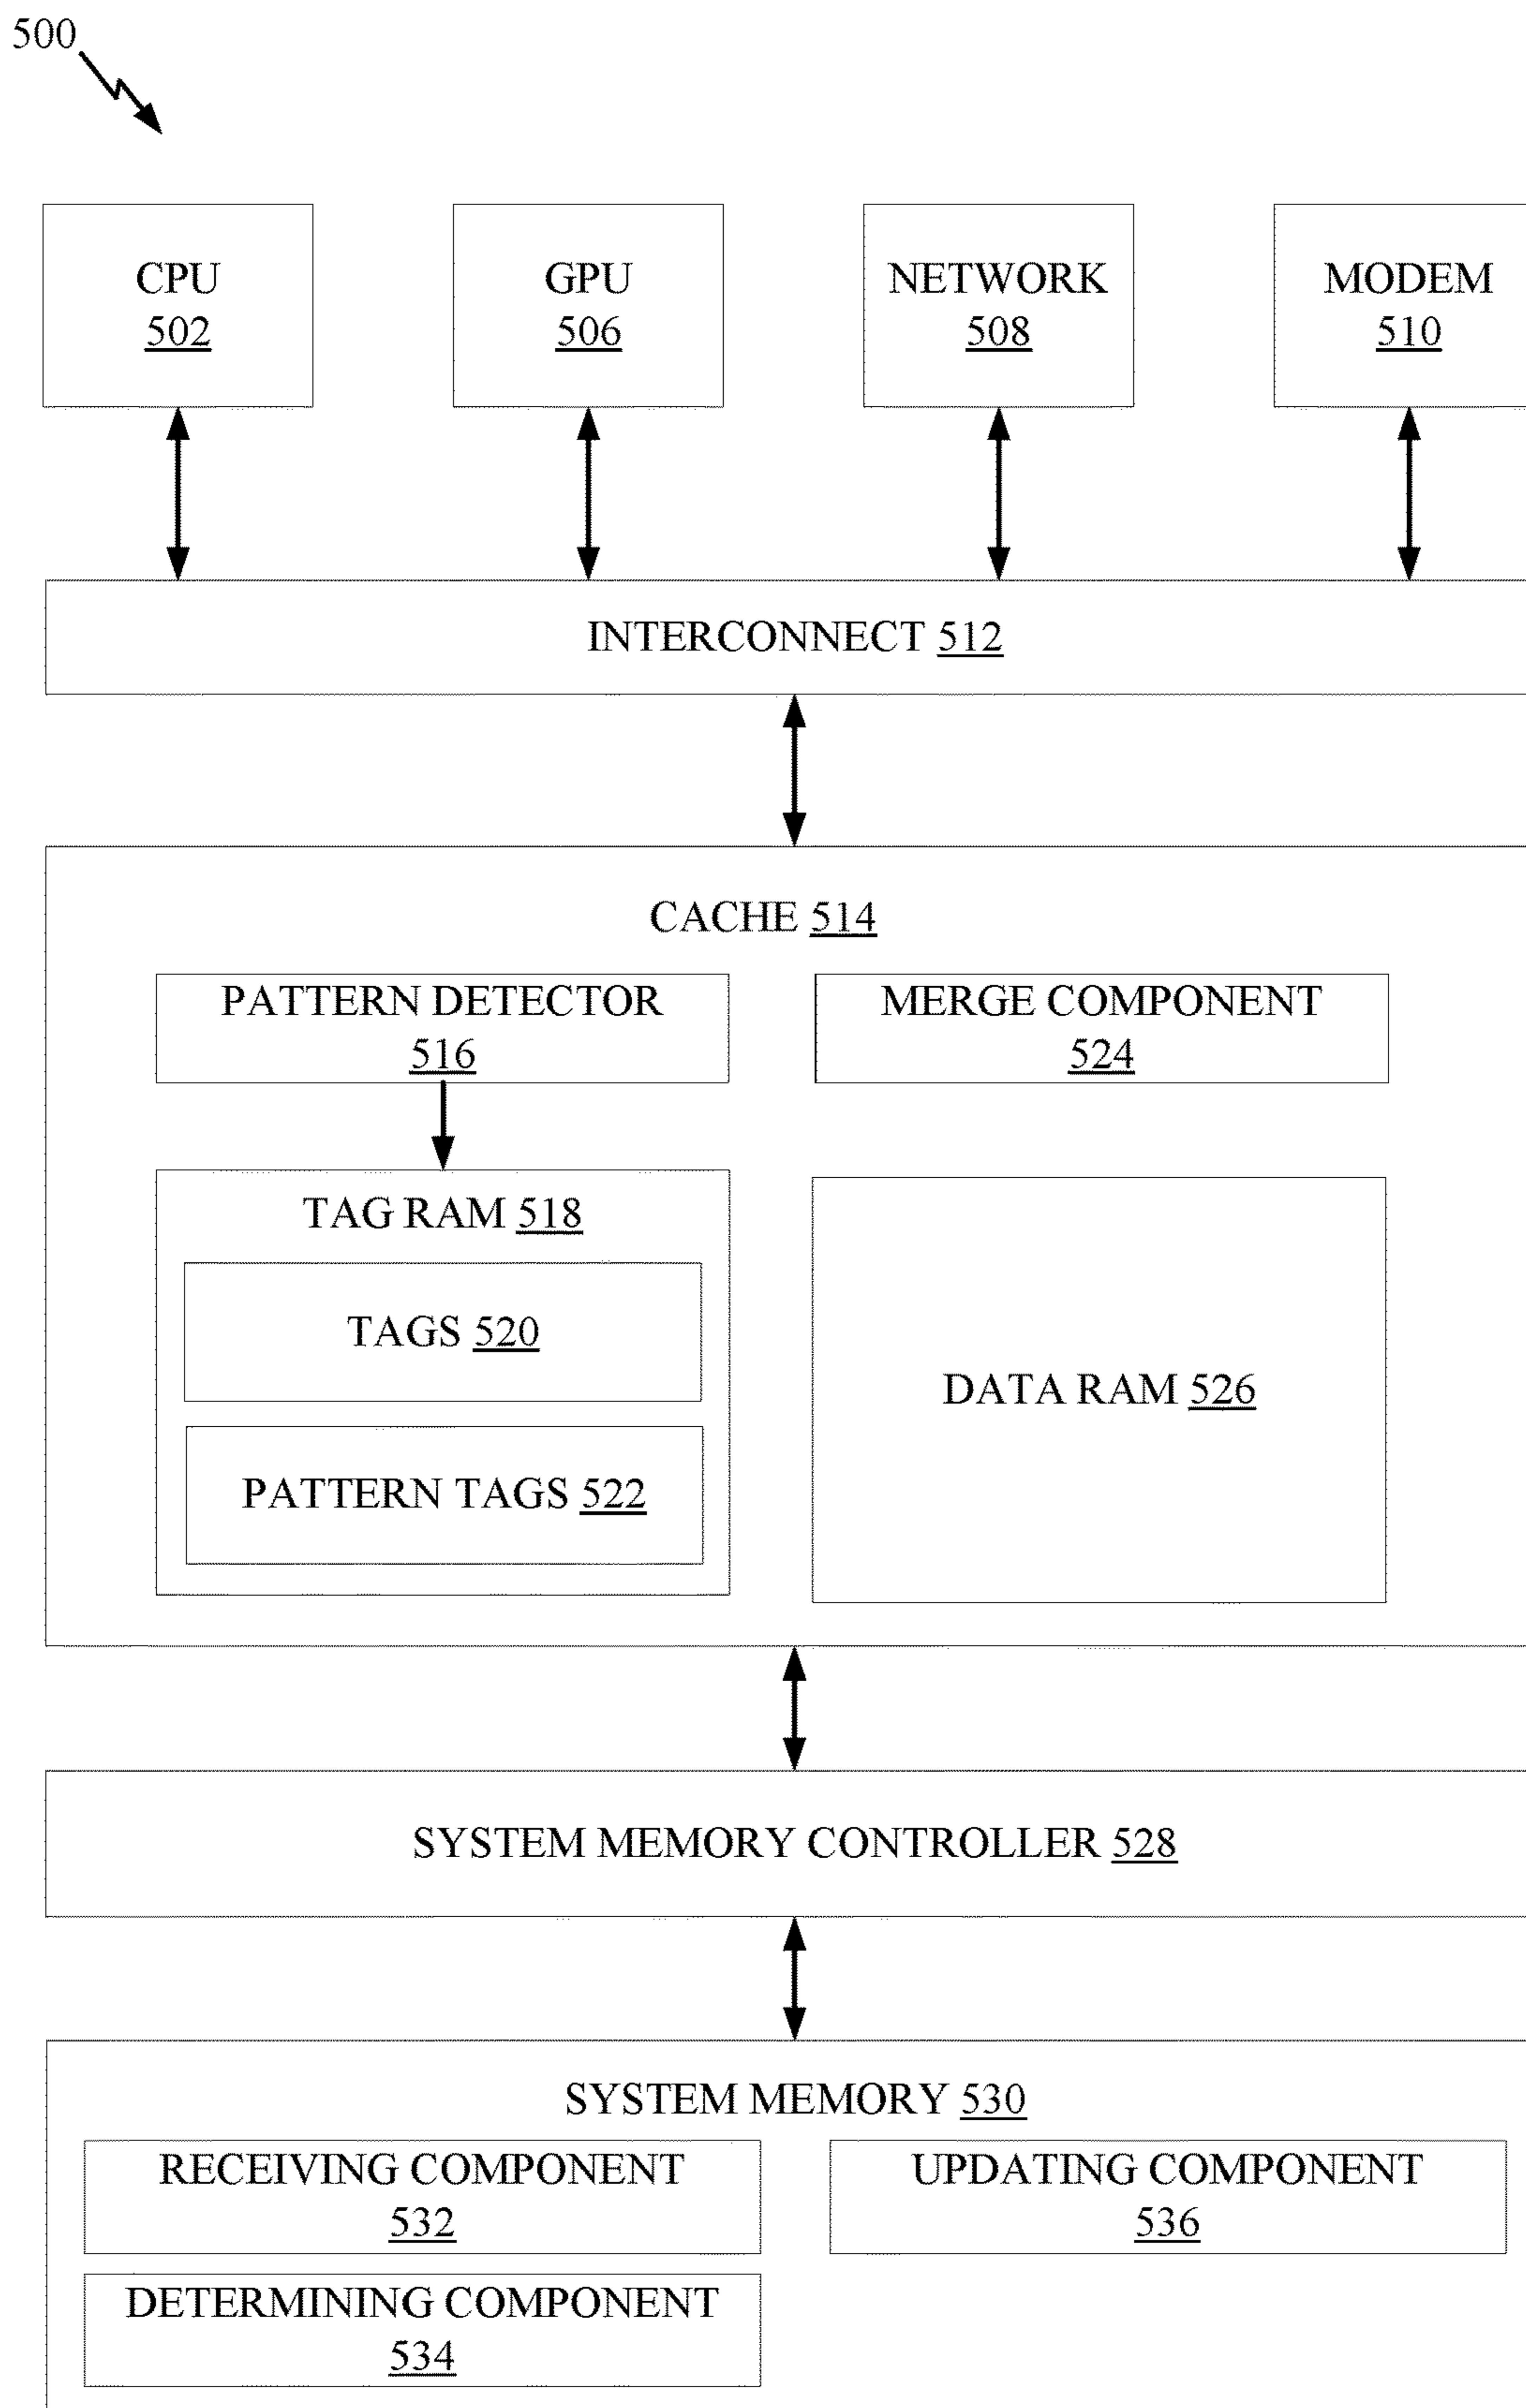 500
CPU
502
GPU
506
NETWORK
508
MODEM
510
INTERCONNECT 512
CACHE 514
PATTERN DETECTOR
516
MERGE COMPONENT
524
TAG RAM 518
TAGS 520
PATTERN TAGS 522
DATA RAM 526
SYSTEM MEMORY CONTROLLER 528
SYSTEM MEMORY 530
RECEIVING COMPONENT
532
UPDATING COMPONENT
536
DETERMINING COMPONENT
534